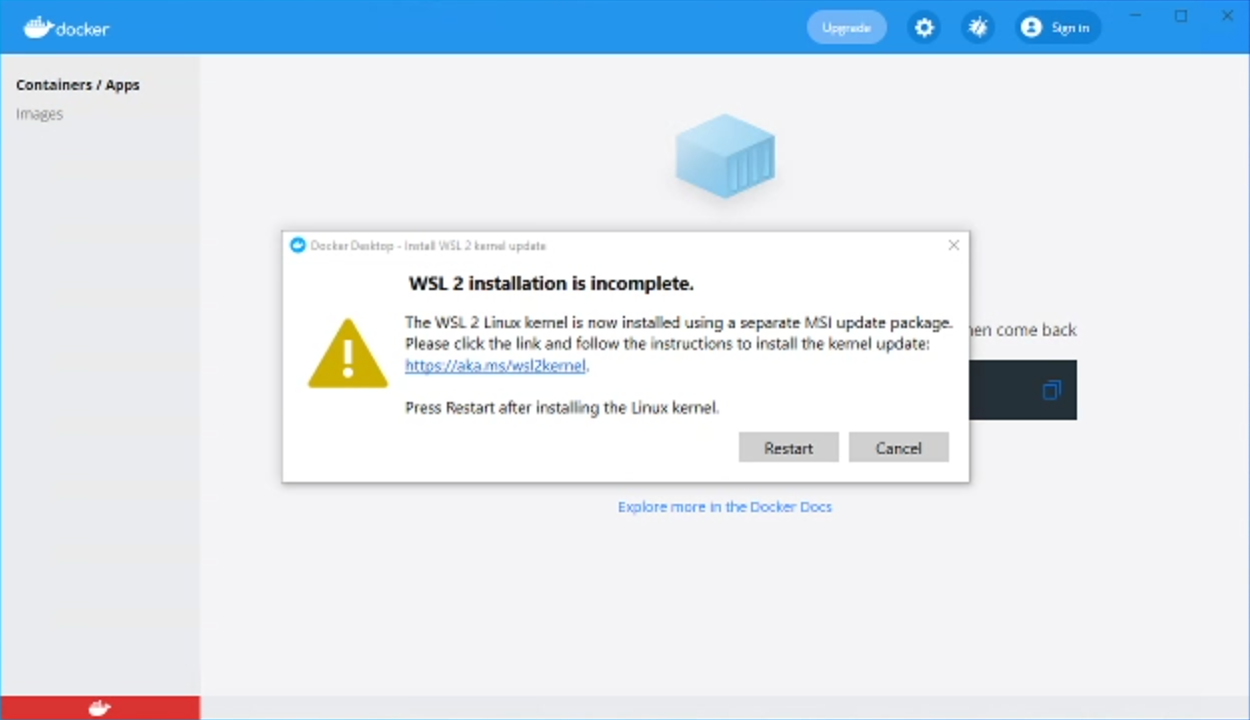 docker
Upgrade
Sign in
Containers / Apps
Images
Docker Desktop - Install WSL 2 kernel update
WSL 2 installation is incomplete.
The WSL 2 Linux kernel is now installed using a separate MSI update package.
Please click the link and follow the instructions to install the kernel update:
https://aka.ms/wsl2kernel.
Press Restart after installing the Linux kernel.
Restart Cancel
come back
Explore more in the Docker Docs